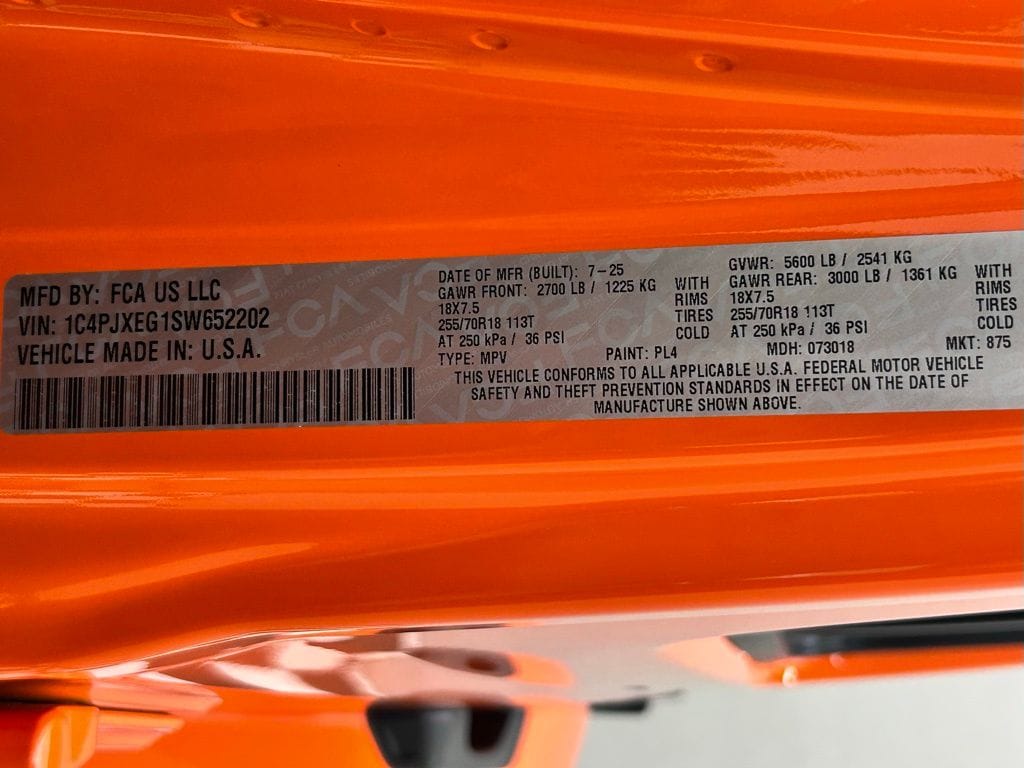 MFD BY: FCA US LLC
VIN: 1C4PJXEG1SW652202
VEHICLE MADE IN: U.S.A.
DATE OF MFR (BUILT): 7-25
GAWR FRONT: 2700 LB / 1225 KG WITH
18X7.5 RIMS
255/70R18 113T TIRES
AT 250 kPa / 36 PSI COLD
GVWR: 5600 LB / 2541 KG
GAWR REAR: 3000 LB / 1361 KG WITH
18X7.5 RIMS
255/70R18 113T TIRES
AT 250 kPa / 36 PSI COLD
TYPE: MPV PAINT: PL4 MDH: 073018 MKT: 875
THIS VEHICLE CONFORMS TO ALL APPLICABLE U.S.A. FEDERAL MOTOR VEHICLE
SAFETY AND THEFT PREVENTION STANDARDS IN EFFECT ON THE DATE OF
MANUFACTURE SHOWN ABOVE.